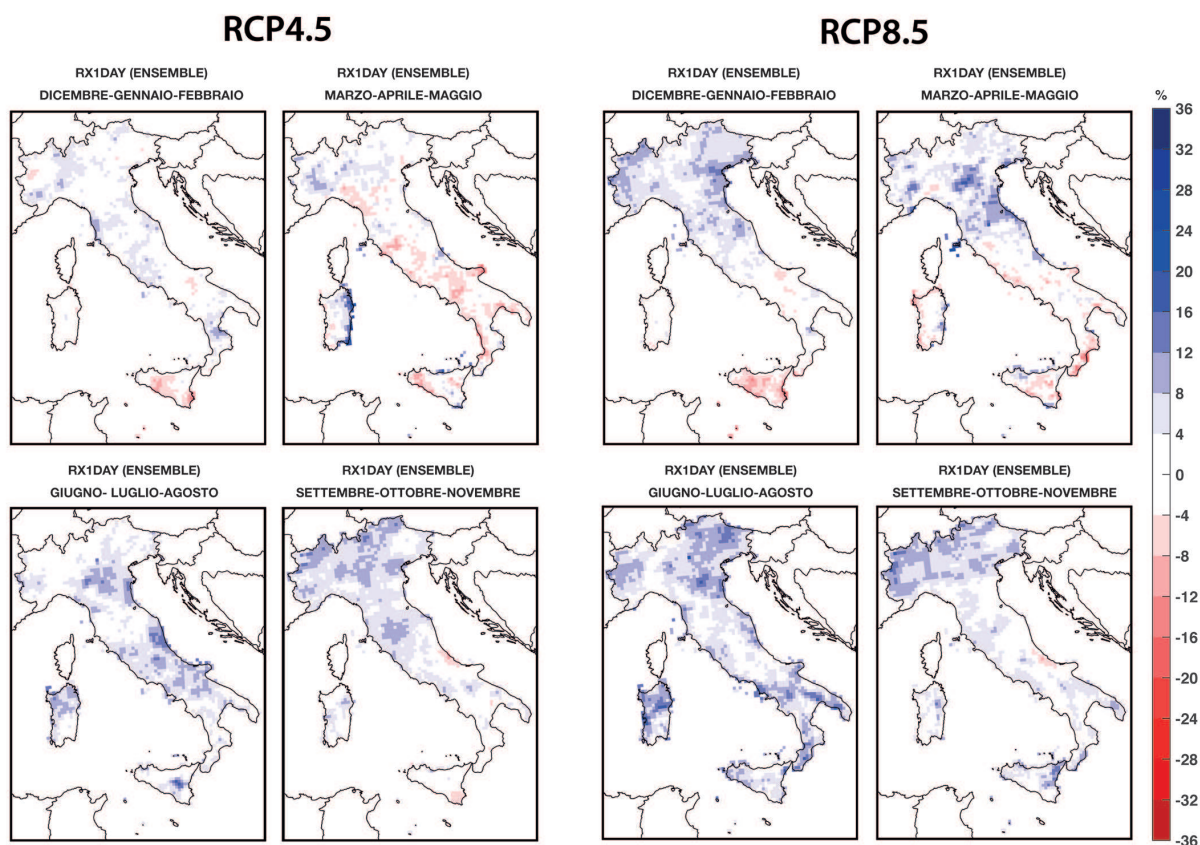 RCP4.5
RCP8.5
RX1DAY (ENSEMBLE)
DICEMBRE-GENNAIO-FEBBRAIO
RX1DAY (ENSEMBLE)
MARZO-APRILE-MAGGIO
RX1DAY (ENSEMBLE)
DICEMBRE-GENNAIO-FEBBRAIO
RX1DAY (ENSEMBLE)
MARZO-APRILE-MAGGIO
%
36
32
28
24
20
16
12
8
4
0
-4
-8
-12
-16
-20
-24
-28
-32
-36
RX1DAY (ENSEMBLE)
GIUGNO- LUGLIO-AGOSTO
RX1DAY (ENSEMBLE)
SETTEMBRE-OTTOBRE-NOVEMBRE
RX1DAY (ENSEMBLE)
GIUGNO-LUGLIO-AGOSTO
RX1DAY (ENSEMBLE)
SETTEMBRE-OTTOBRE-NOVEMBRE